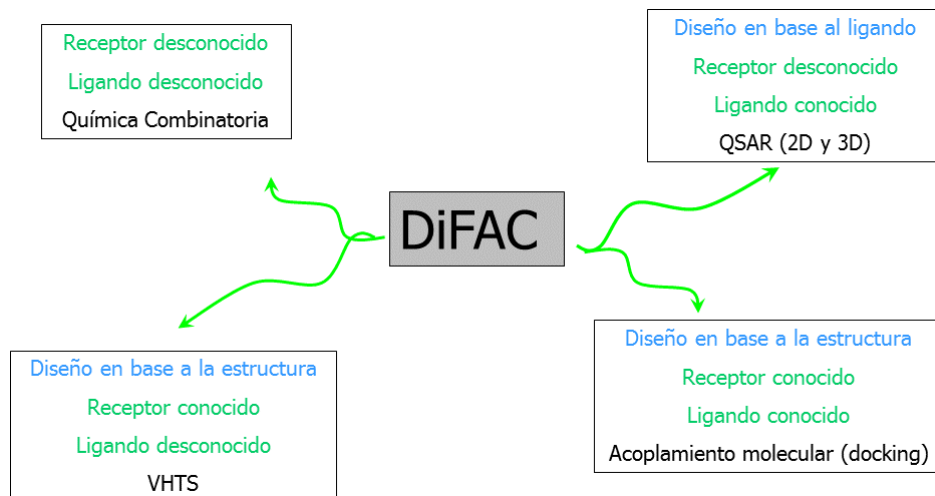 Receptor desconocido
Ligando desconocido
Química Combinatoria
Diseño en base al ligando
Receptor desconocido
Ligando conocido
QSAR (2D y 3D)
DiFAC
Diseño en base a la estructura
Receptor conocido
Ligando desconocido
VHTS
Diseño en base a la estructura
Receptor conocido
Ligando conocido
Acoplamiento molecular (docking)